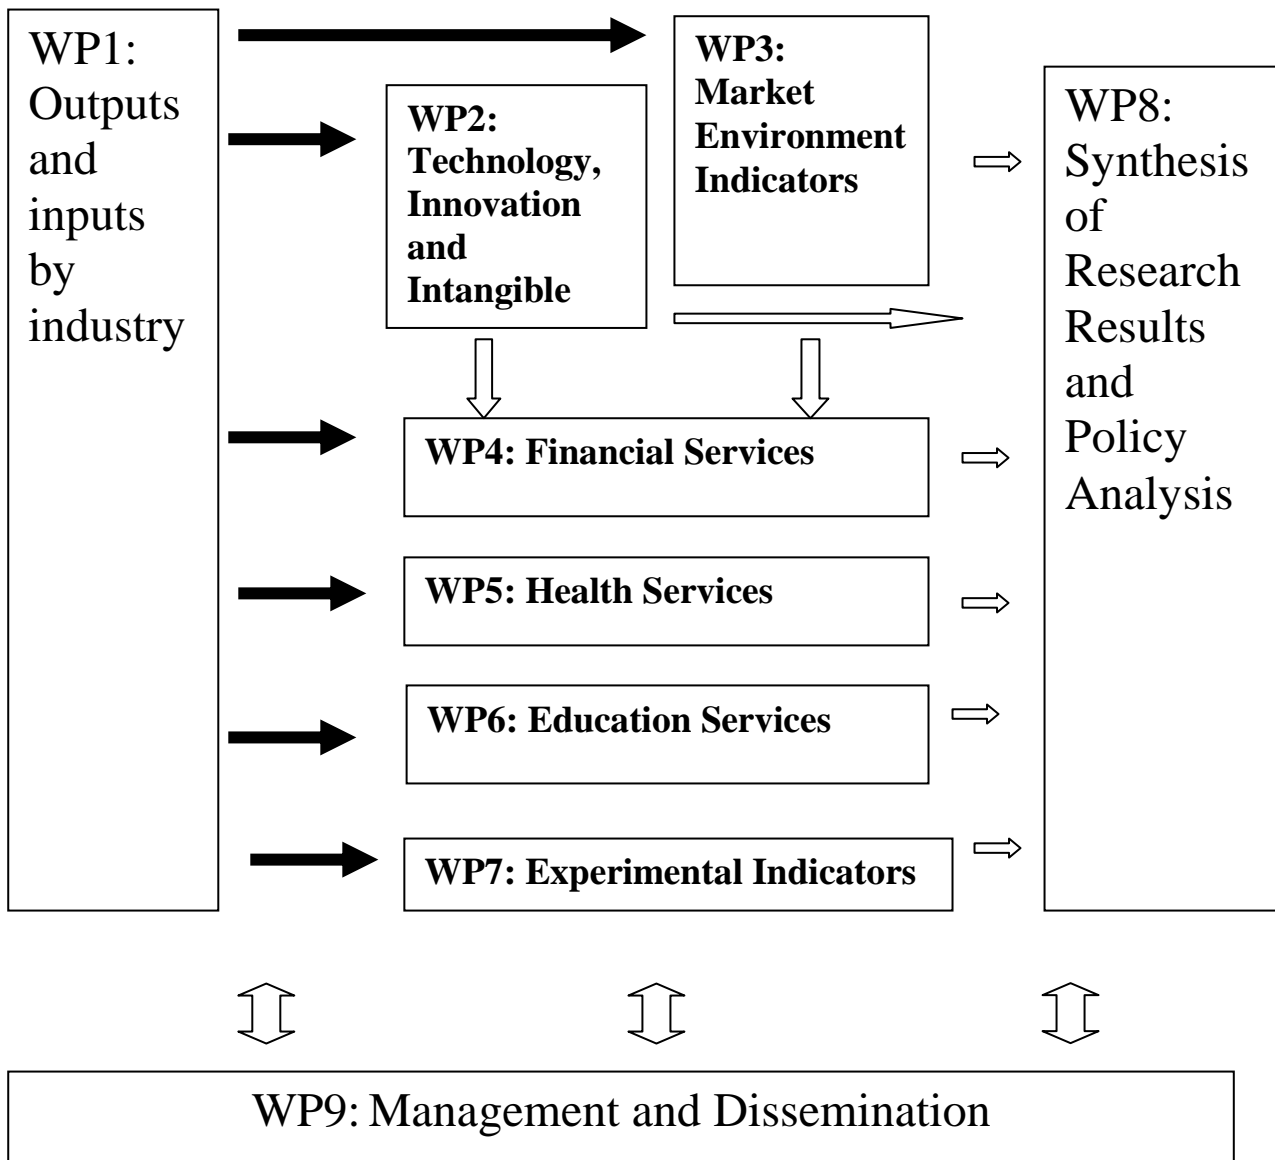 WP1:
Outputs
and
inputs
by
industry
WP2:
Technology,
Innovation
and
Intangible
WP3:
Market
Environment
Indicators
WP4: Financial Services
WP5: Health Services
WP6: Education Services
WP7: Experimental Indicators
WP8:
Synthesis
of
Research
Results
and
Policy
Analysis
WP9: Management and Dissemination